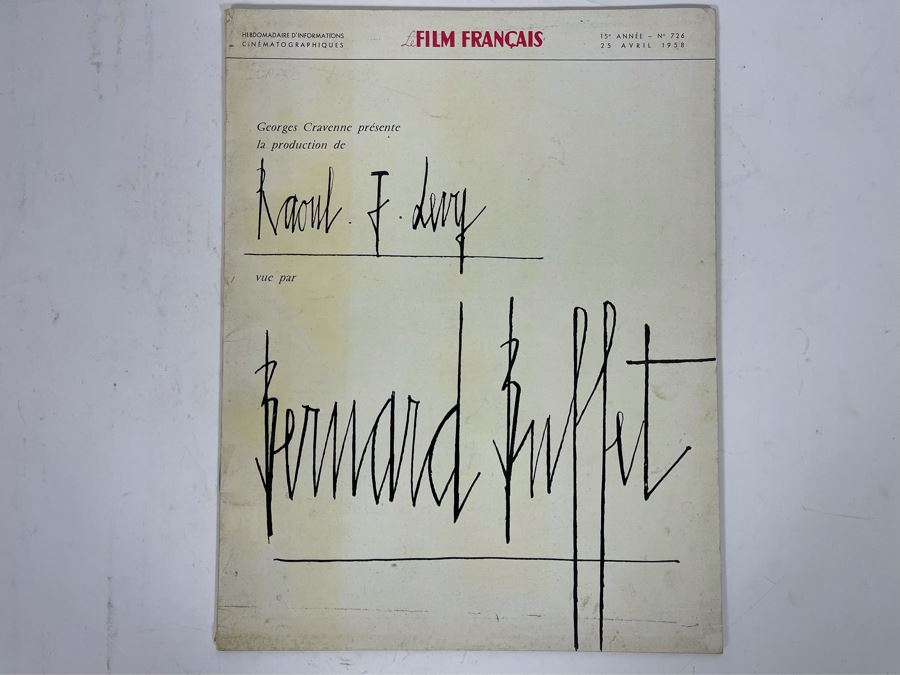 HEBDOMADAIRE D'INFORMATIONS
CINÉMATOGRAPHIQUES
Le FILM FRANÇAIS
15e ANNÉE – No 726
25 AVRIL 1958
Georges Cravenne présente
la production de
Raoul . J . Levy
vue par
Bernard Buffet